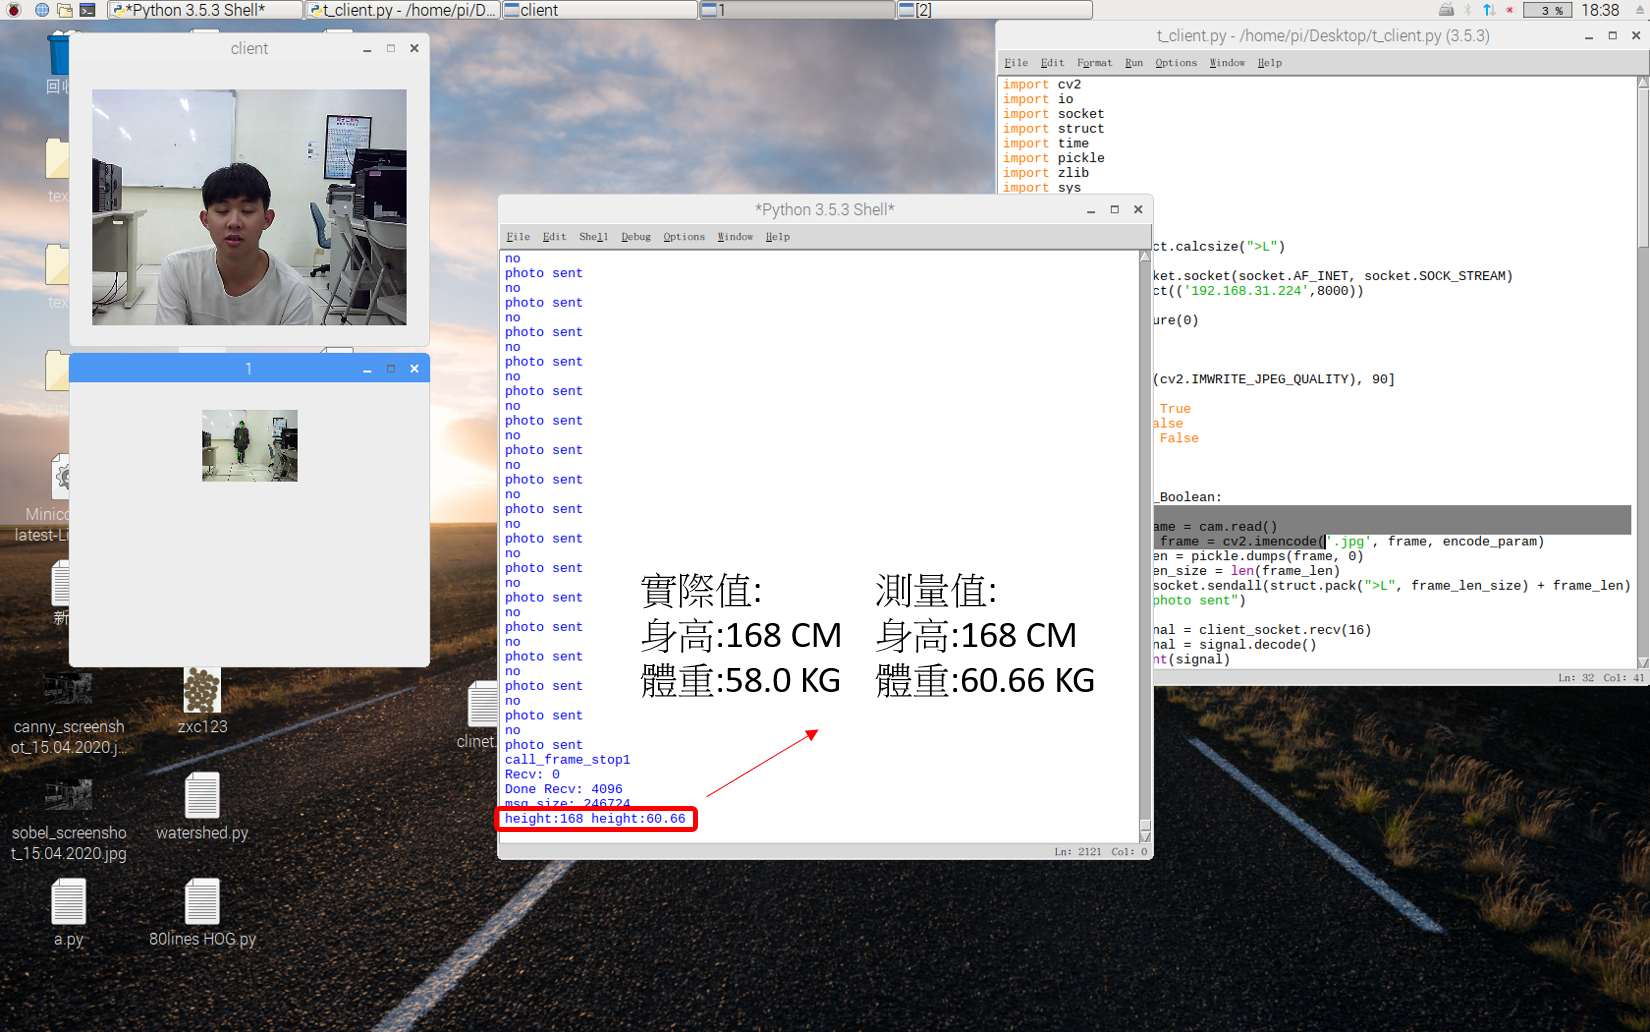 *Python 3.5.3 Shell*
t_client.py - /home/pi/D...
client
1
[2]
3 %
18:38
client
1
t_client.py - /home/pi/Desktop/t_client.py (3.5.3)
File Edit Format Run Options Window Help
import cv2
import io
import socket
import struct
import time
import pickle
import zlib
import sys
ct.calcsize(">L")
ket.socket(socket.AF_INET, socket.SOCK_STREAM)
ct(('192.168.31.224',8000))
ure(0)
(cv2.IMWRITE_JPEG_QUALITY), 90]
True
alse
False
_Boolean:
ame = cam.read()
frame = cv2.imencode('.jpg', frame, encode_param)
en = pickle.dumps(frame, 0)
en_size = len(frame_len)
socket.sendall(struct.pack(">L", frame_len_size) + frame_len)
photo sent")
nal = client_socket.recv(16)
nal = signal.decode()
nt(signal)
Ln: 32 Col: 41
*Python 3.5.3 Shell*
File Edit Shell Debug Options Window Help
no
photo sent
no
photo sent
no
photo sent
no
photo sent
no
photo sent
no
photo sent
no
photo sent
no
photo sent
no
photo sent
no
photo sent
no
photo sent
no
photo sent
no
photo sent
no
photo sent
no
photo sent
no
photo sent
no
photo sent
call_frame_stop1
Recv: 0
Done Recv: 4096
msg size: 246724
height:168 height:60.66
Ln: 2121 Col: 0
實際值:
身高:168 CM
體重:58.0 KG
測量值:
身高:168 CM
體重:60.66 KG
回收
tex
tex
Minico
latest-Li
新
canny_screensh
ot_15.04.2020.j...
zxc123
clinet.
sobel_screensho
t_15.04.2020.jpg
watershed.py
a.py
80lines HOG.py